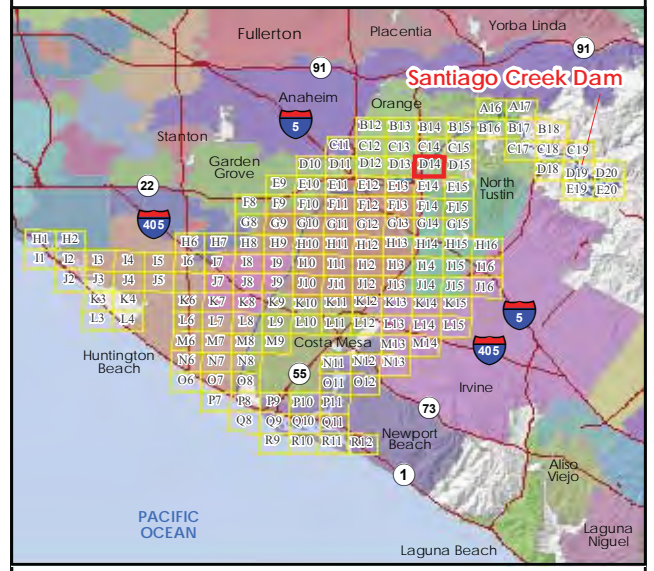 Yorba Linda
Placentia
Fullerton
91
91
Santiago Creek Dam
Anaheim
Orange
5
A16 A17
B12 B13 B14 B15 B16 B17 B18
Stanton
C11 C12 C13 C14 C15 C17 C18 C19
Garden
Grove
D10 D11 D12 D13 D14 D15 D18 D19 D20
22
E9 E10 E11 E12 E13 E14 E15 E19 E20
North
Tustin
F8 F9 F10 F11 F12 F13 F14 F15
405
G8 G9 G10 G11 G12 G13 G14 G15
H1 H2 H6 H7 H8 H9 H10 H11 H12 H13 H14 H15 H16
I1 I2 I3 I4 I5 I6 I7 I8 I9 I10 I11 I12 I13 I14 I15 I16
J2 J3 J4 J5 J7 J8 J9 J10 J11 J12 J13 J14 J15 J16
K3 K4 K6 K7 K8 K9 K10 K11 K12 K13 K14 K15
5
L3 L4 L6 L7 L8 L9 L10 L11 L12 L13 L14 L15
M6 M7 M8 M9 Costa Mesa M13 M14
405
Huntington
Beach
N6 N7 N8 N11 N12 N13
55
O6 O7 O8 O11 O12
Irvine
P7 P8 P9 P10 P11
73
Q8 Q9 Q10 Q11
Newport
Beach
R9 R10 R11 R12
1
Aliso
Viejo
PACIFIC
OCEAN
Laguna
Niguel
Laguna Beach